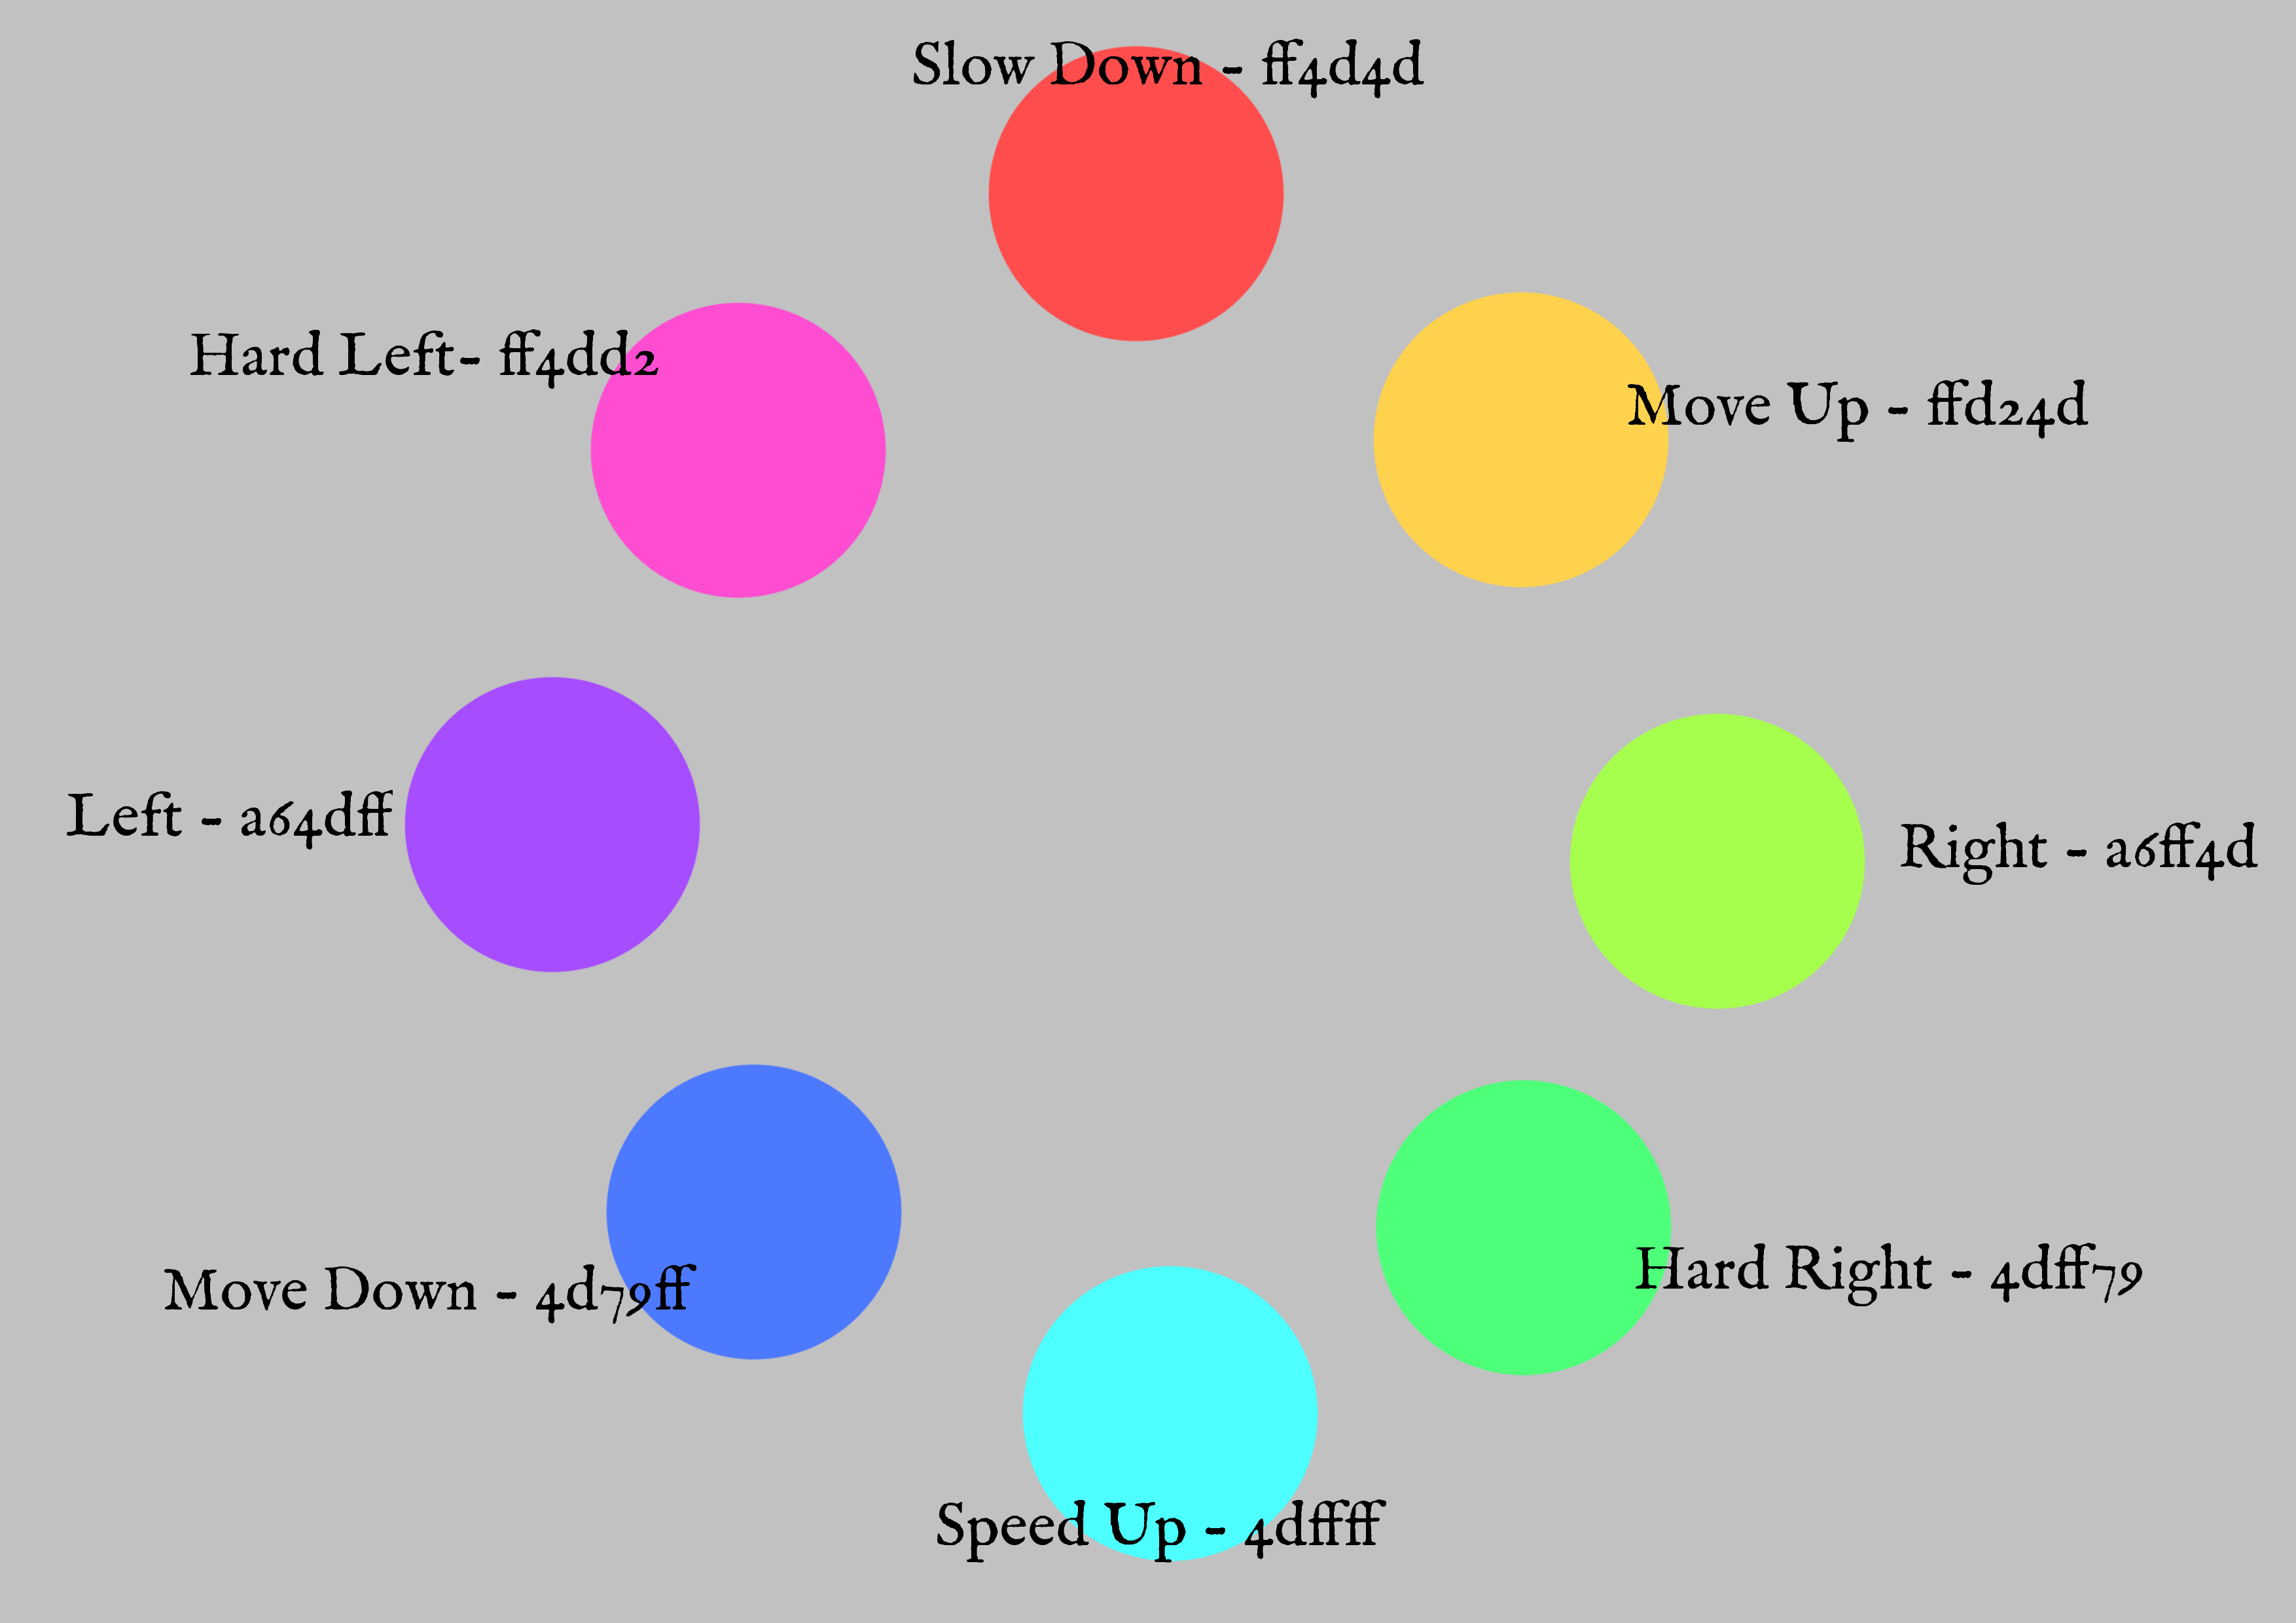 Slow Down - ff4d4d
Hard Left- ff4dd2
Move Up - ffd24d
Left - a64dff
Right - a6ff4d
Move Down - 4d79ff
Hard Right - 4dff79
Speed Up - 4dffff